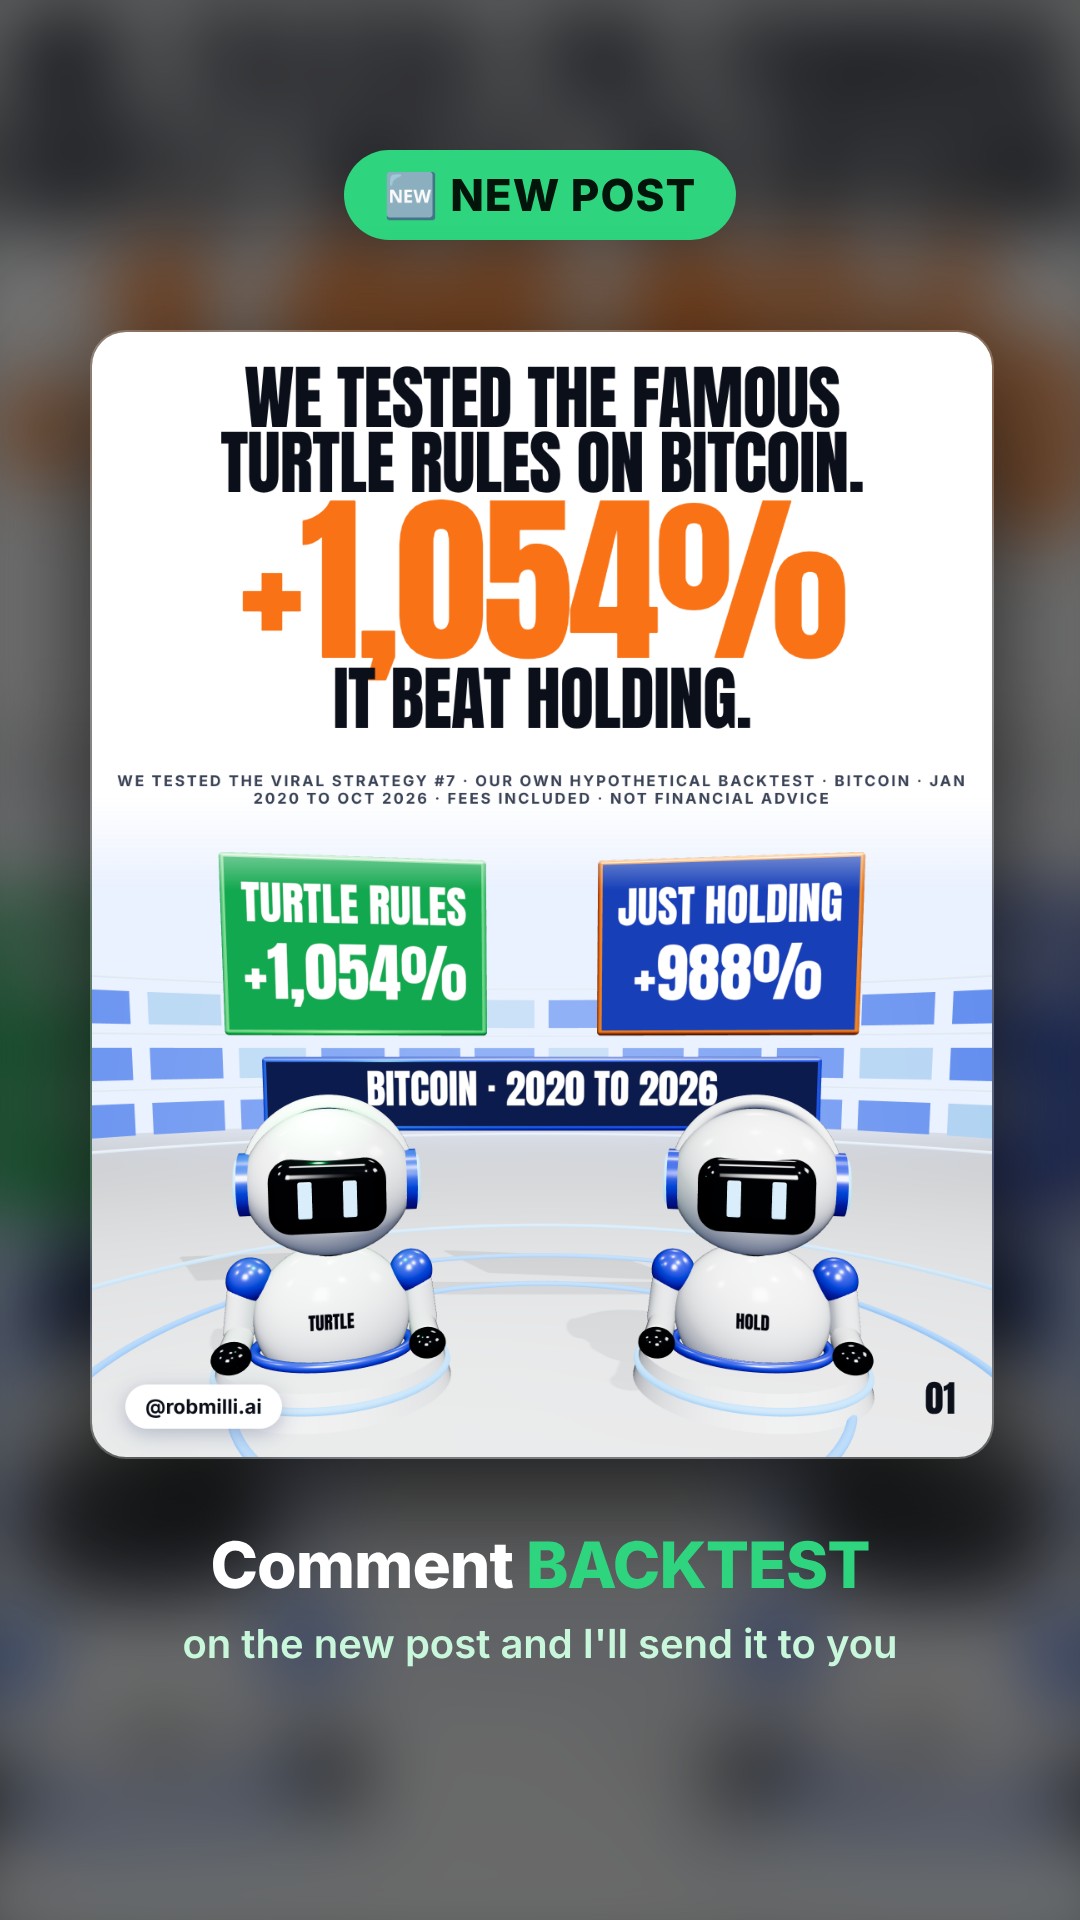 🆕 NEW POST
WE TESTED THE FAMOUS
TURTLE RULES ON BITCOIN.
+1,054%
IT BEAT HOLDING.
WE TESTED THE VIRAL STRATEGY #7 · OUR OWN HYPOTHETICAL BACKTEST · BITCOIN · JAN
2020 TO OCT 2026 · FEES INCLUDED · NOT FINANCIAL ADVICE
TURTLE RULES
+1,054%
JUST HOLDING
+988%
BITCOIN · 2020 TO 2026
TURTLE
HOLD
@robmilli.ai
01
Comment BACKTEST
on the new post and I'll send it to you